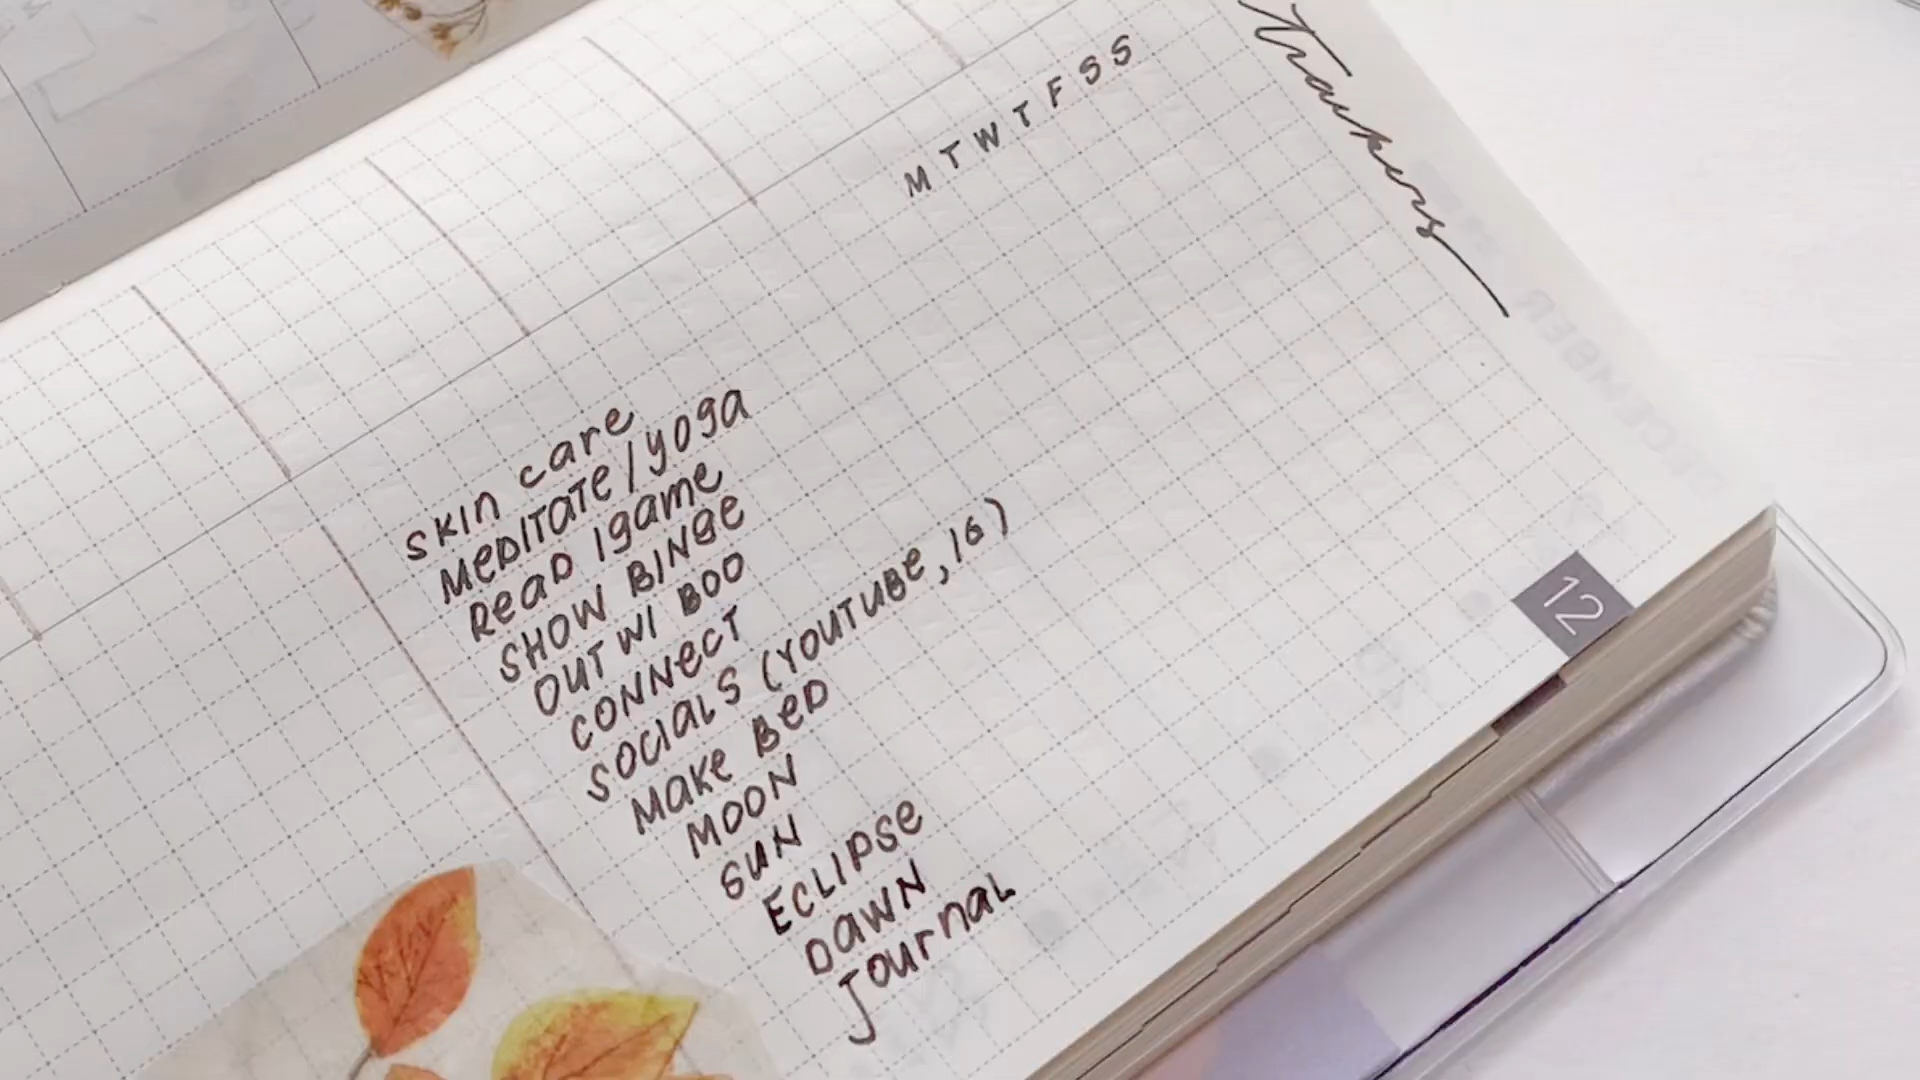 Trackers
M T W T F S S
skin care
MeDITaTe/yoga
ReaD /game
SHOW BINGe
OUT W/ BOO
CONNeCT
SOCIALS (YOUTUBe, IG)
Make BeD
MOON
SUN
ECLIPSe
DaWN
JOURNAL
12
DECEMBER